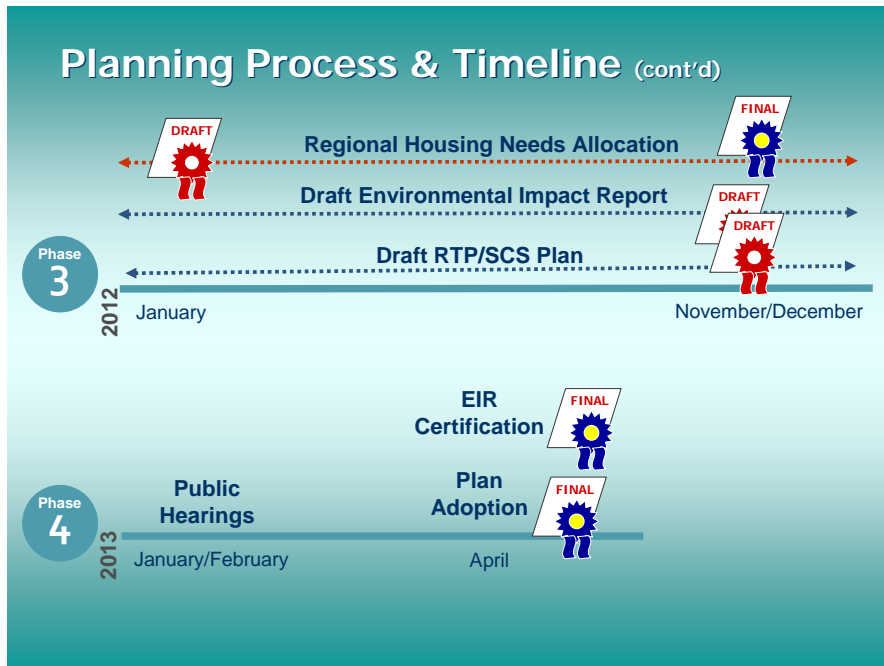 Planning Process & Timeline (cont'd)
DRAFT
FINAL
Regional Housing Needs Allocation
Draft Environmental Impact Report
DRAFT
DRAFT
Draft RTP/SCS Plan
Phase
3
2012
January
November/December
EIR
Certification
FINAL
Phase
4
Public
Hearings
Plan
Adoption
FINAL
2013
January/February
April